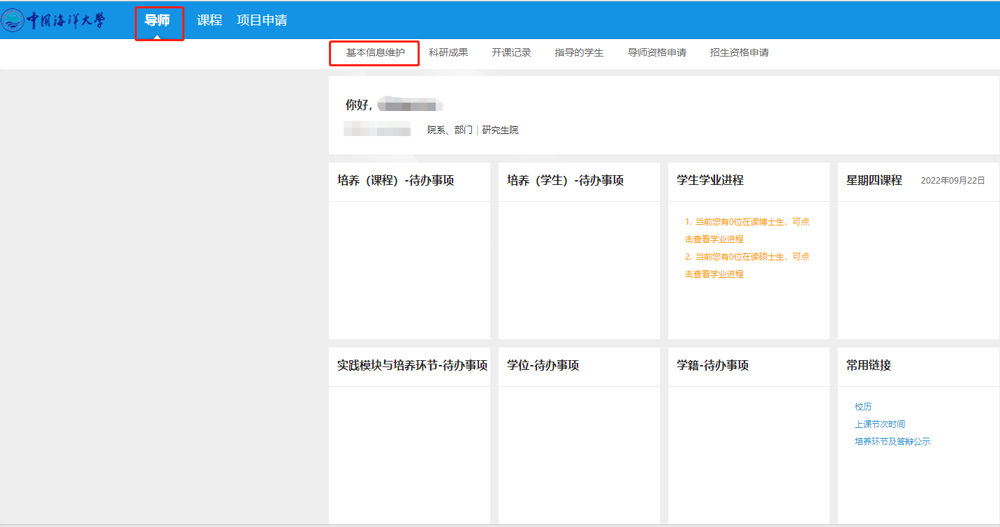 中国海洋大学
导师 课程 项目申请
基本信息维护 科研成果 开课记录 指导的学生 导师资格申请 招生资格申请
你好，
院系、部门 | 研究生院
培养（课程）-待办事项
培养（学生）-待办事项
学生学业进程
1. 当前您有0位在读博士生，可点
击查看学业进程
2. 当前您有0位在读硕士生，可点
击查看学业进程
星期四课程 2022年09月22日
实践模块与培养环节-待办事项
学位-待办事项
学籍-待办事项
常用链接
校历
上课节次时间
培养环节及答辩公示